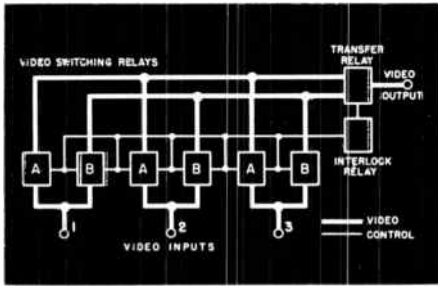 VIDEO SWITCHING RELAYS
TRANSFER
RELAY
VIDEO
OUTPUT
A
B
A
B
A
B
INTERLOCK
RELAY
1
2
3
VIDEO INPUTS
VIDEO
CONTROL